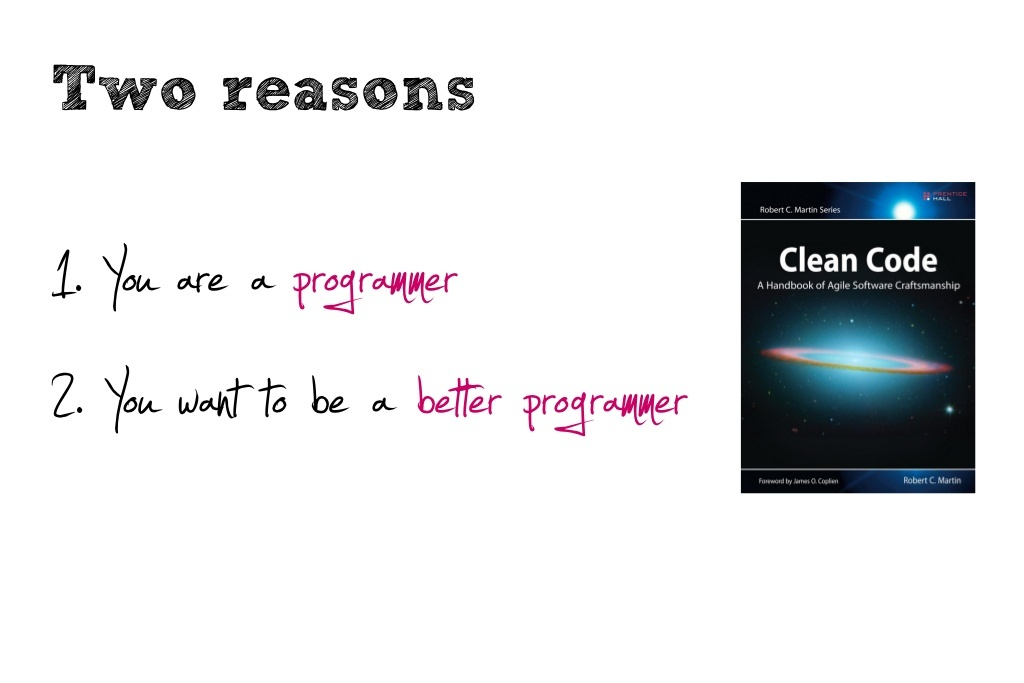 Two reasons
1. You are a programmer
2. You want to be a better programmer
PRENTICE
HALL
Robert C. Martin Series
Clean Code
A Handbook of Agile Software Craftsmanship
Foreword by James O. Coplien
Robert C. Martin